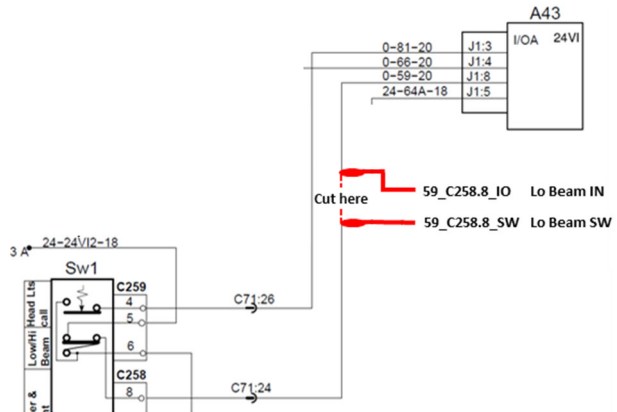 A43
I/OA 24VI
0-81-20 J1:3
0-66-20 J1:4
0-59-20 J1:8
24-64A-18 J1:5
59_C258.8_IO Lo Beam IN
Cut here
59_C258.8_SW Lo Beam SW
24-24VI2-18
3 A
Sw1
C259
Head Lts
call
4
C71:26
5
Low/Hi
Beam
6
C258
8
C71:24
er &